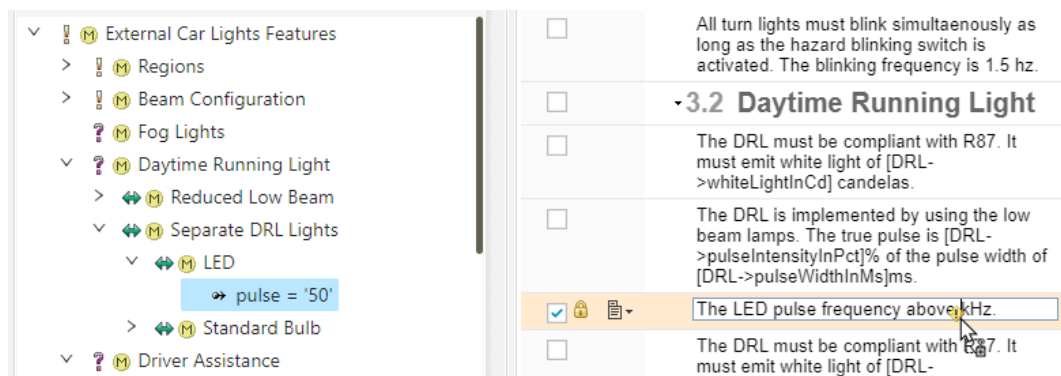 External Car Lights Features
Regions
Beam Configuration
Fog Lights
Daytime Running Light
Reduced Low Beam
Separate DRL Lights
LED
pulse = '50'
Standard Bulb
Driver Assistance
All turn lights must blink simultaenously as
long as the hazard blinking switch is
activated. The blinking frequency is 1.5 hz.
3.2 Daytime Running Light
The DRL must be compliant with R87. It
must emit white light of [DRL-
>whiteLightInCd] candelas.
The DRL is implemented by using the low
beam lamps. The true pulse is [DRL-
>pulseIntensityInPct]% of the pulse width of
[DRL->pulseWidthInMs]ms.
The LED pulse frequency above kHz.
The DRL must be compliant with R87. It
must emit white light of [DRL-